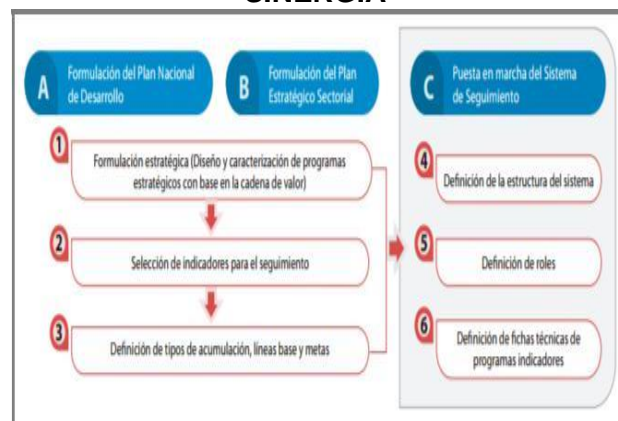 SINERGIA
A
Formulación del Plan Nacional
de Desarrollo
B
Formulación del Plan
Estratégico Sectorial
C
Puesta en marcha del Sistema
de Seguimiento
1
Formulación estratégica (Diseño y caracterización de programas
estratégicos con base en la cadena de valor)
2
Selección de indicadores para el seguimiento
3
Definición de tipos de acumulación, líneas base y metas
4
Definición de la estructura del sistema
5
Definición de roles
6
Definición de fichas técnicas de
programas indicadores